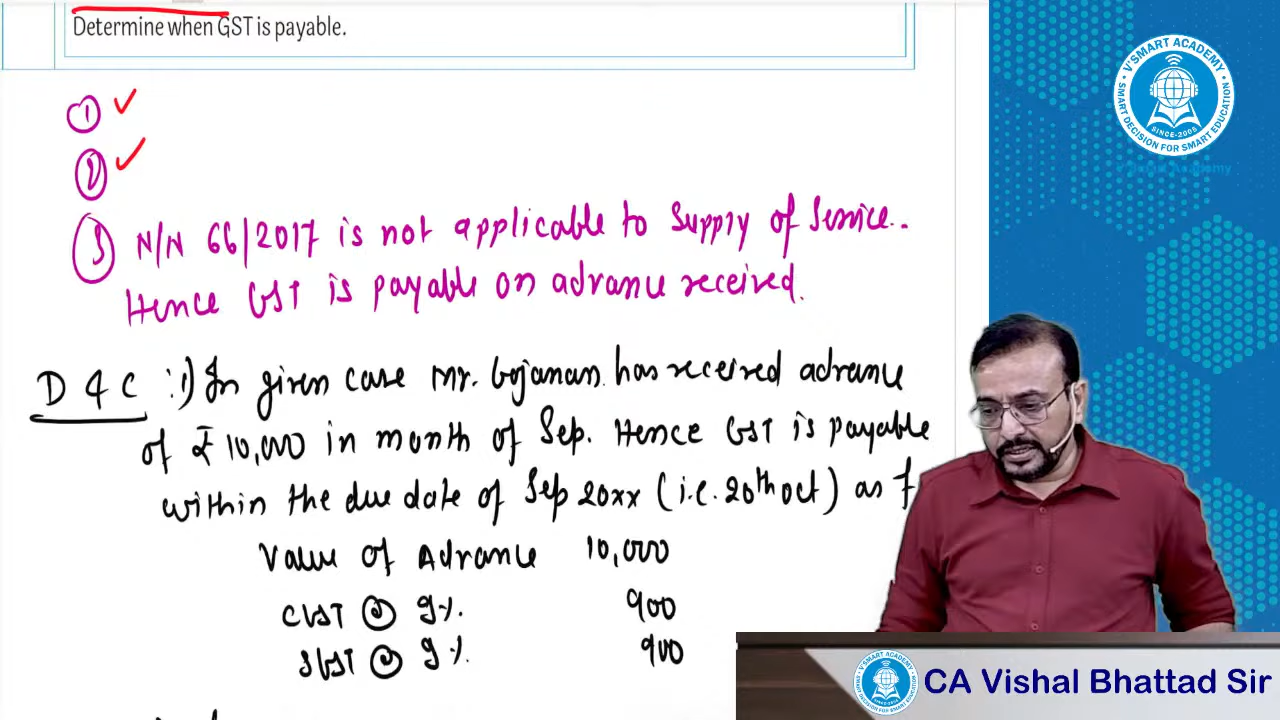 Determine when GST is payable.
①
②
③ N/N 66/2017 is not applicable to supply of service.
Hence GST is payable on advance received.
D & C :1) In given case Mr. Gajanan has received advance
of ₹ 10,000 in month of Sep. Hence GST is payable
within the due date of Sep 20xx (i.e. 20th Oct) as f
Value of Advance 10,000
CGST @ 9%. 900
SGST @ 9%. 900
V'SMART ACADEMY
SINCE-2008
SMART DECISION FOR SMART EDUCATION
V'SMART ACADEMY
CA Vishal Bhattad Sir